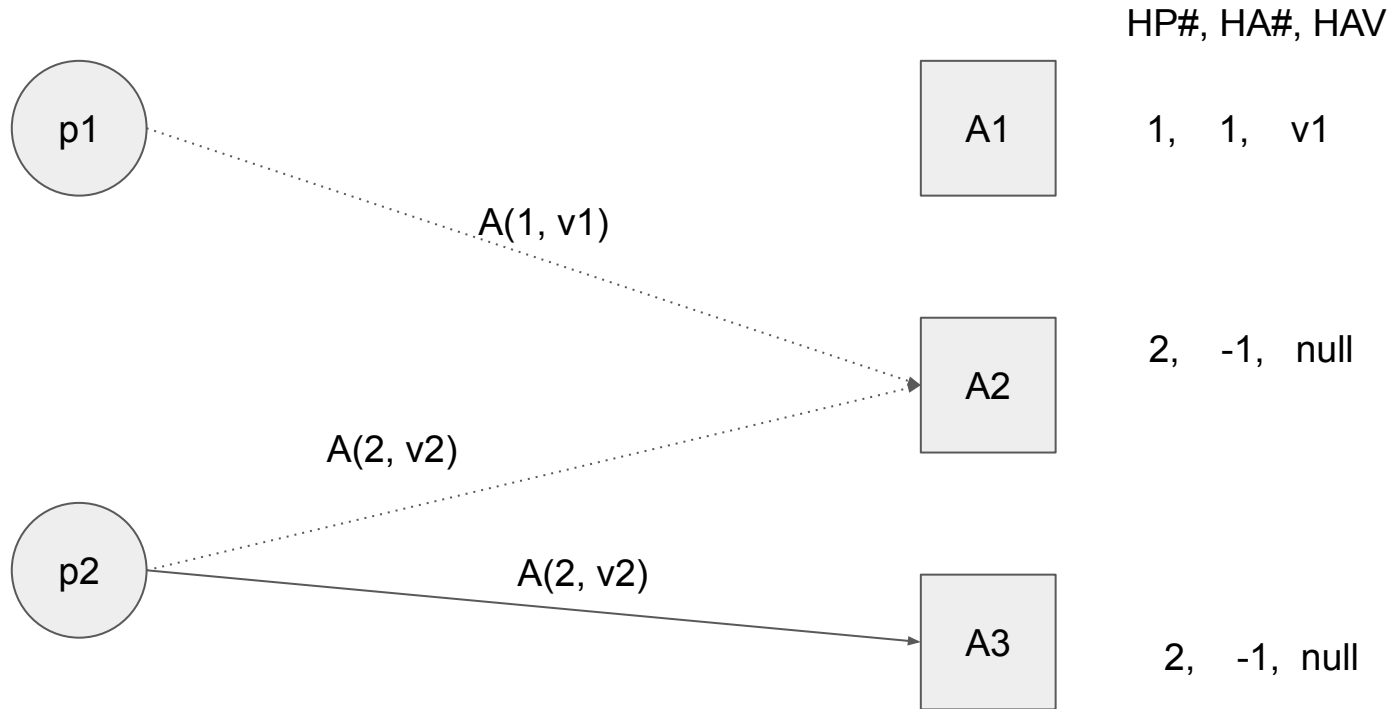 HP#, HA#, HAV
p1
A1
1, 1, v1
A(1, v1)
A2
2, -1, null
A(2, v2)
p2
A(2, v2)
A3
2, -1, null